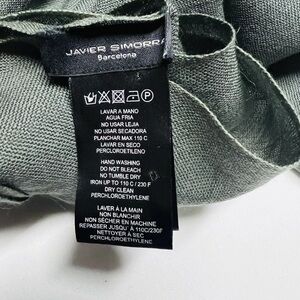 JAVIER SIMORRA
Barcelona
P
LAVAR A MANO
AGUA FRIA
NO USAR LEJIA
NO USAR SECADORA
PLANCHAR MAX 110 C
LAVAR EN SECO
PERCLOROETILENO
HAND WASHING
DO NOT BLEACH
NO TUMBLE DRY
IRON UP TO 110 C / 230 F
DRY CLEAN
PERCHLOROETHYLENE
LAVER À LA MAIN
NON BLANCHIR
NON SÉCHER EN MACHINE
REPASSER JUSQU'À 110C/230F
NETTOYER À SEC
PERCHLOROETYLENE